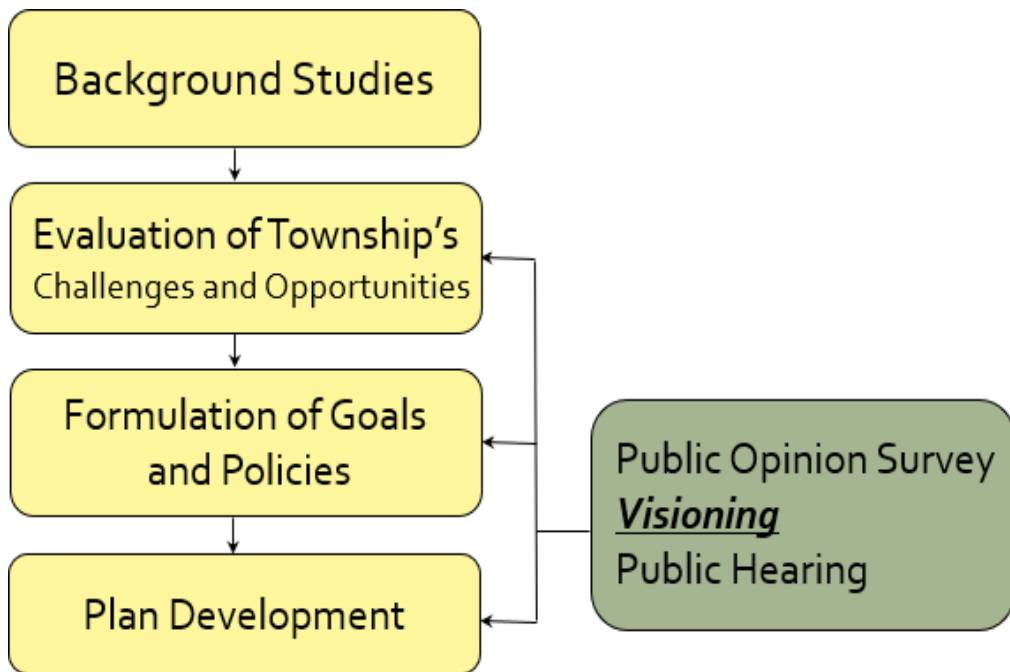 Background Studies
Evaluation of Township’s
Challenges and Opportunities
Formulation of Goals
and Policies
Plan Development
Public Opinion Survey
Visioning
Public Hearing